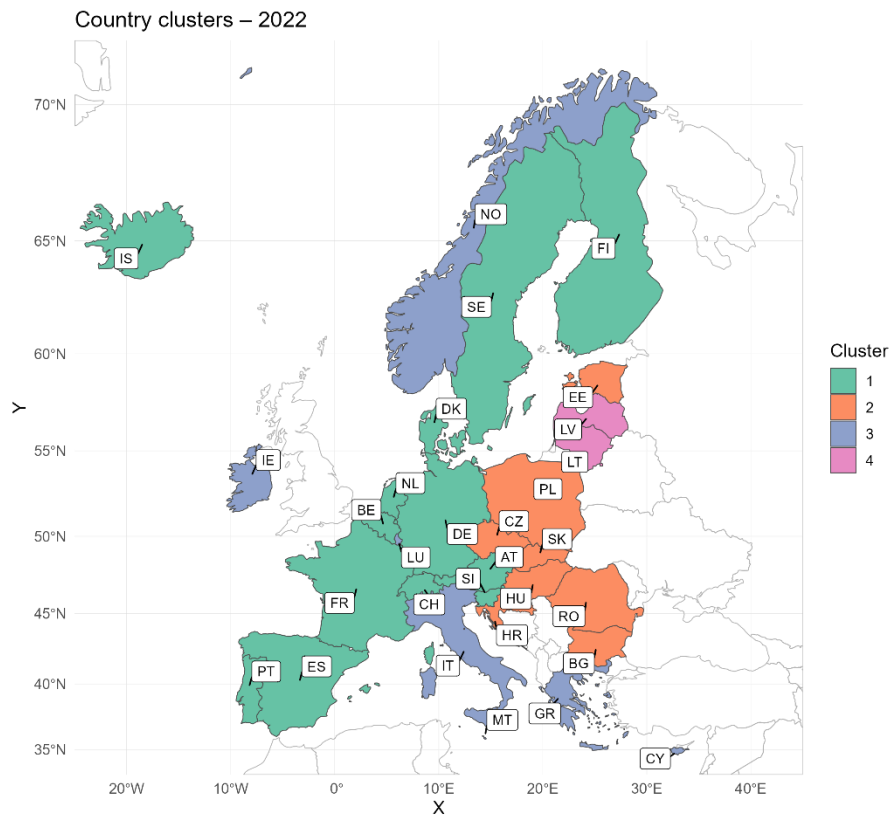 Country clusters – 2022
70°N
65°N
60°N
55°N
50°N
45°N
40°N
35°N
Y
NO
IS
FI
SE
EE
DK
LV
LT
IE
NL
PL
BE
CZ
DE
SK
LU
AT
SI
FR
CH
HU
RO
HR
PT
ES
IT
BG
MT
GR
CY
Cluster
1
2
3
4
20°W
10°W
0°
10°E
20°E
30°E
X